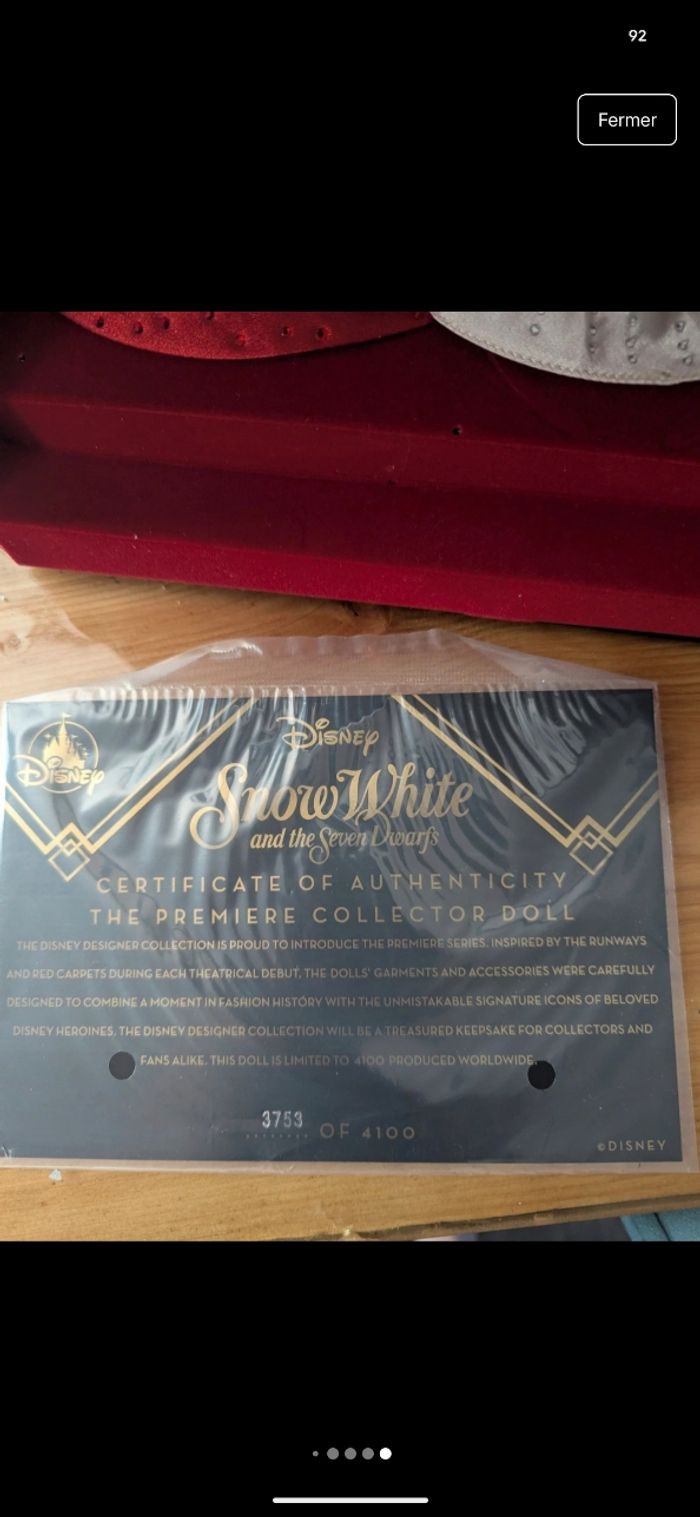 92
Fermer
Disney
Disney
Snow White
and the Seven Dwarfs
CERTIFICATE OF AUTHENTICITY
THE PREMIERE COLLECTOR DOLL
THE DISNEY DESIGNER COLLECTION IS PROUD TO INTRODUCE THE PREMIERE SERIES. INSPIRED BY THE RUNWAYS
AND RED CARPETS DURING EACH THEATRICAL DEBUT, THE DOLLS' GARMENTS AND ACCESSORIES WERE CAREFULLY
DESIGNED TO COMBINE A MOMENT IN FASHION HISTORY WITH THE UNMISTAKABLE SIGNATURE ICONS OF BELOVED
DISNEY HEROINES. THE DISNEY DESIGNER COLLECTION WILL BE A TREASURED KEEPSAKE FOR COLLECTORS AND
FANS ALIKE. THIS DOLL IS LIMITED TO 4100 PRODUCED WORLDWIDE.
3753 OF 4100
©DISNEY